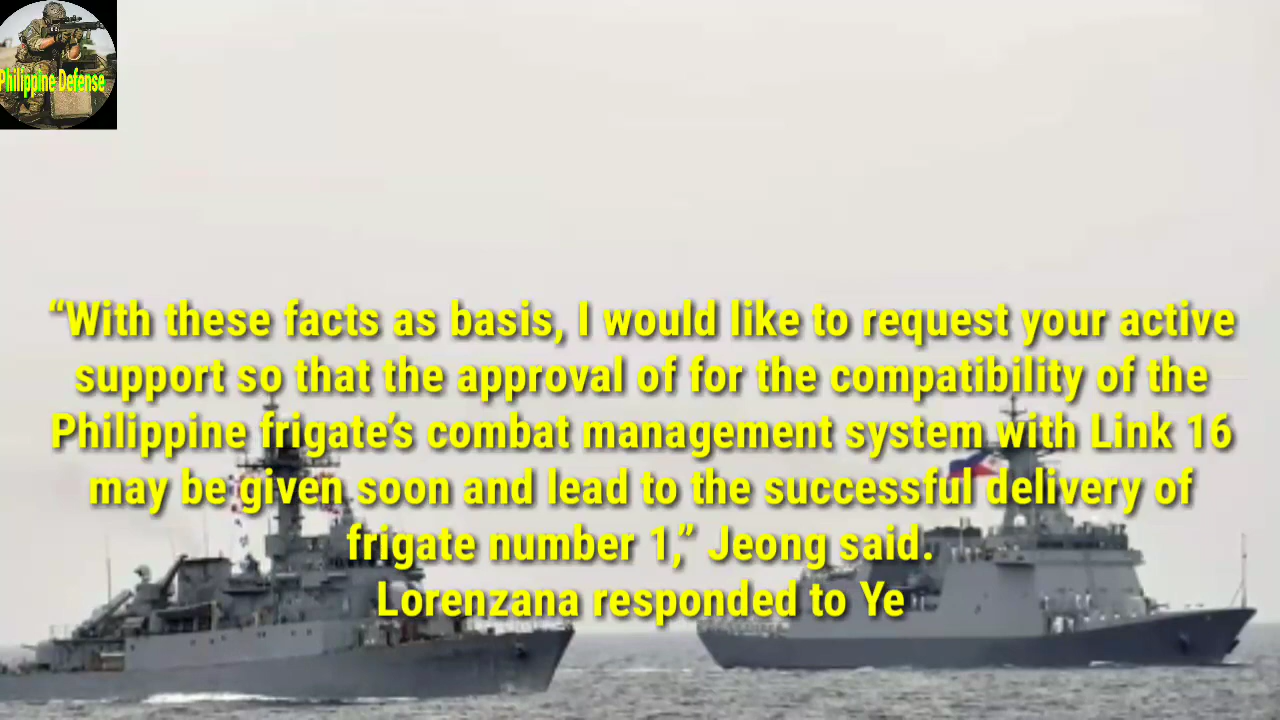 Philippine Defense
“With these facts as basis, I would like to request your active
support so that the approval of for the compatibility of the
Philippine frigate’s combat management system with Link 16
may be given soon and lead to the successful delivery of
frigate number 1,” Jeong said.
Lorenzana responded to Ye